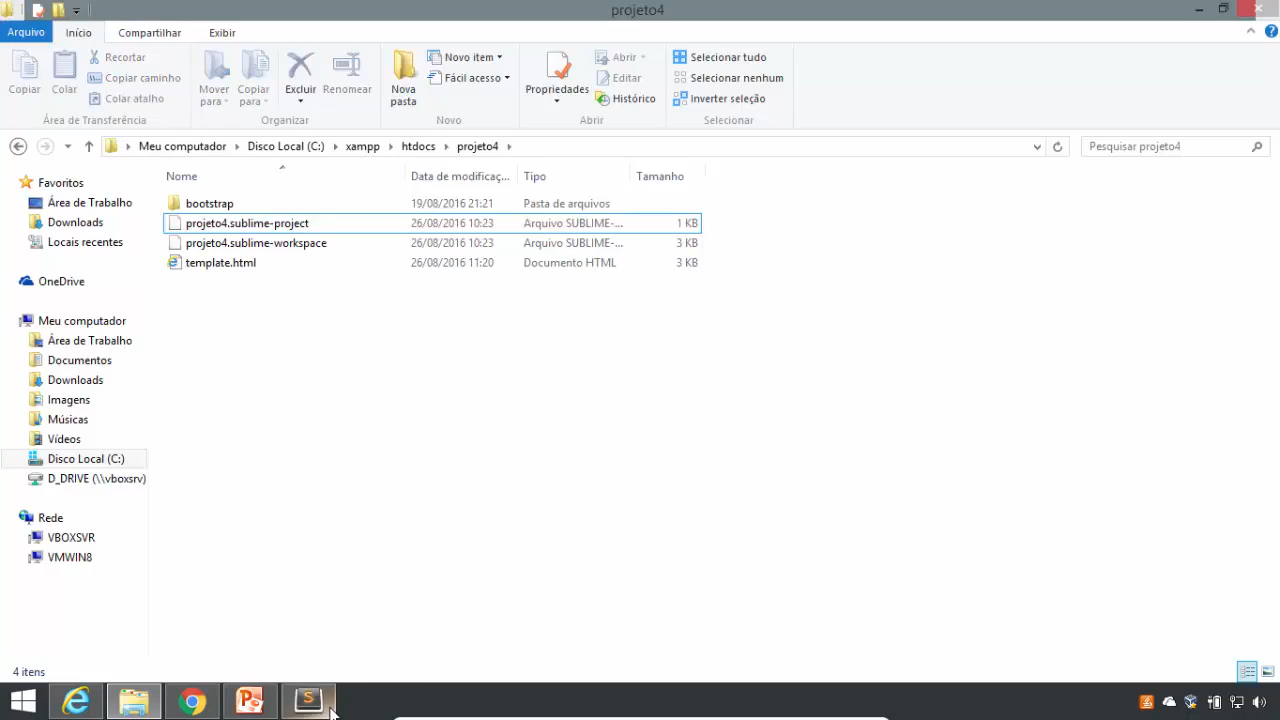 projeto4
Arquivo Início Compartilhar Exibir
Copiar
Colar
Recortar
Copiar caminho
Colar atalho
Área de Transferência
Mover para
Copiar para
Excluir
Renomear
Organizar
Nova pasta
Novo item
Fácil acesso
Novo
Propriedades
Abrir
Editar
Histórico
Abrir
Selecionar tudo
Selecionar nenhum
Inverter seleção
Selecionar
Meu computador Disco Local (C:) xampp htdocs projeto4
Pesquisar projeto4
Nome Data de modificaç... Tipo Tamanho
bootstrap 19/08/2016 21:21 Pasta de arquivos
projeto4.sublime-project 26/08/2016 10:23 Arquivo SUBLIME-... 1 KB
projeto4.sublime-workspace 26/08/2016 10:23 Arquivo SUBLIME-... 3 KB
template.html 26/08/2016 11:20 Documento HTML 3 KB
Favoritos
Área de Trabalho
Downloads
Locais recentes
OneDrive
Meu computador
Área de Trabalho
Documentos
Downloads
Imagens
Músicas
Vídeos
Disco Local (C:)
D_DRIVE (\\vboxsrv)
Rede
VBOXSVR
VMWIN8
4 itens